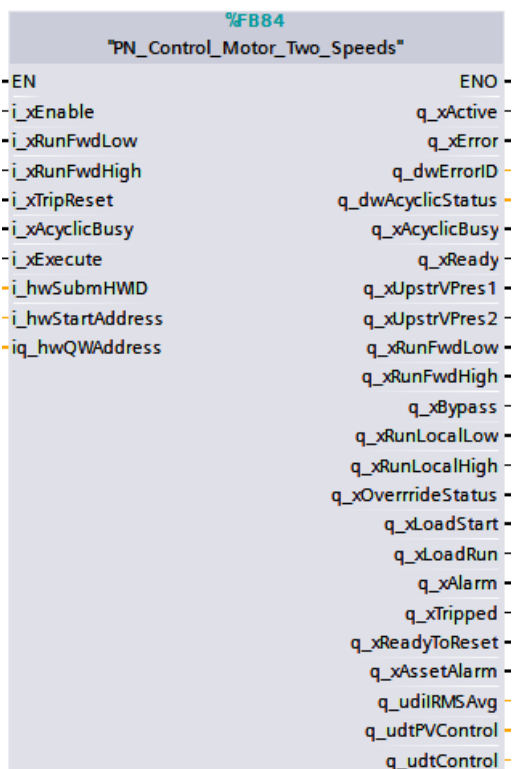 %FB84
"PN_Control_Motor_Two_Speeds"
EN ENO
i_xEnable q_xActive
i_xRunFwdLow q_xError
i_xRunFwdHigh q_dwErrorID
i_xTripReset q_dwAcyclicStatus
i_xAcyclicBusy q_xAcyclicBusy
i_xExecute q_xReady
i_hwSubmHWID q_xUpstrVPres1
i_hwStartAddress q_xUpstrVPres2
iq_hwQWAddress q_xRunFwdLow
q_xRunFwdHigh
q_xBypass
q_xRunLocalLow
q_xRunLocalHigh
q_xOverrrideStatus
q_xLoadStart
q_xLoadRun
q_xAlarm
q_xTripped
q_xReadyToReset
q_xAssetAlarm
q_udiIRMSAvg
q_udtPVControl
q_udtControl